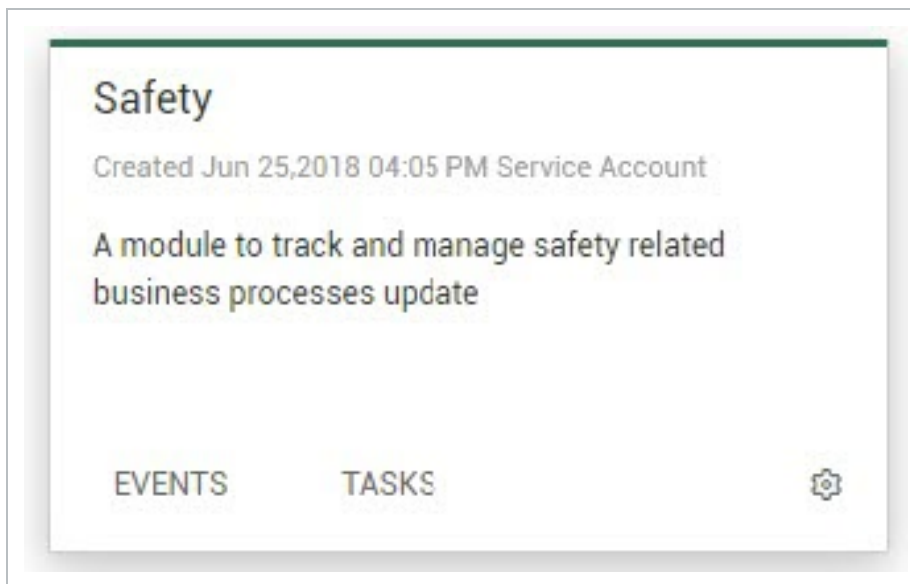 Safety
Created Jun 25,2018 04:05 PM Service Account
A module to track and manage safety related
business processes update
EVENTS TASKS